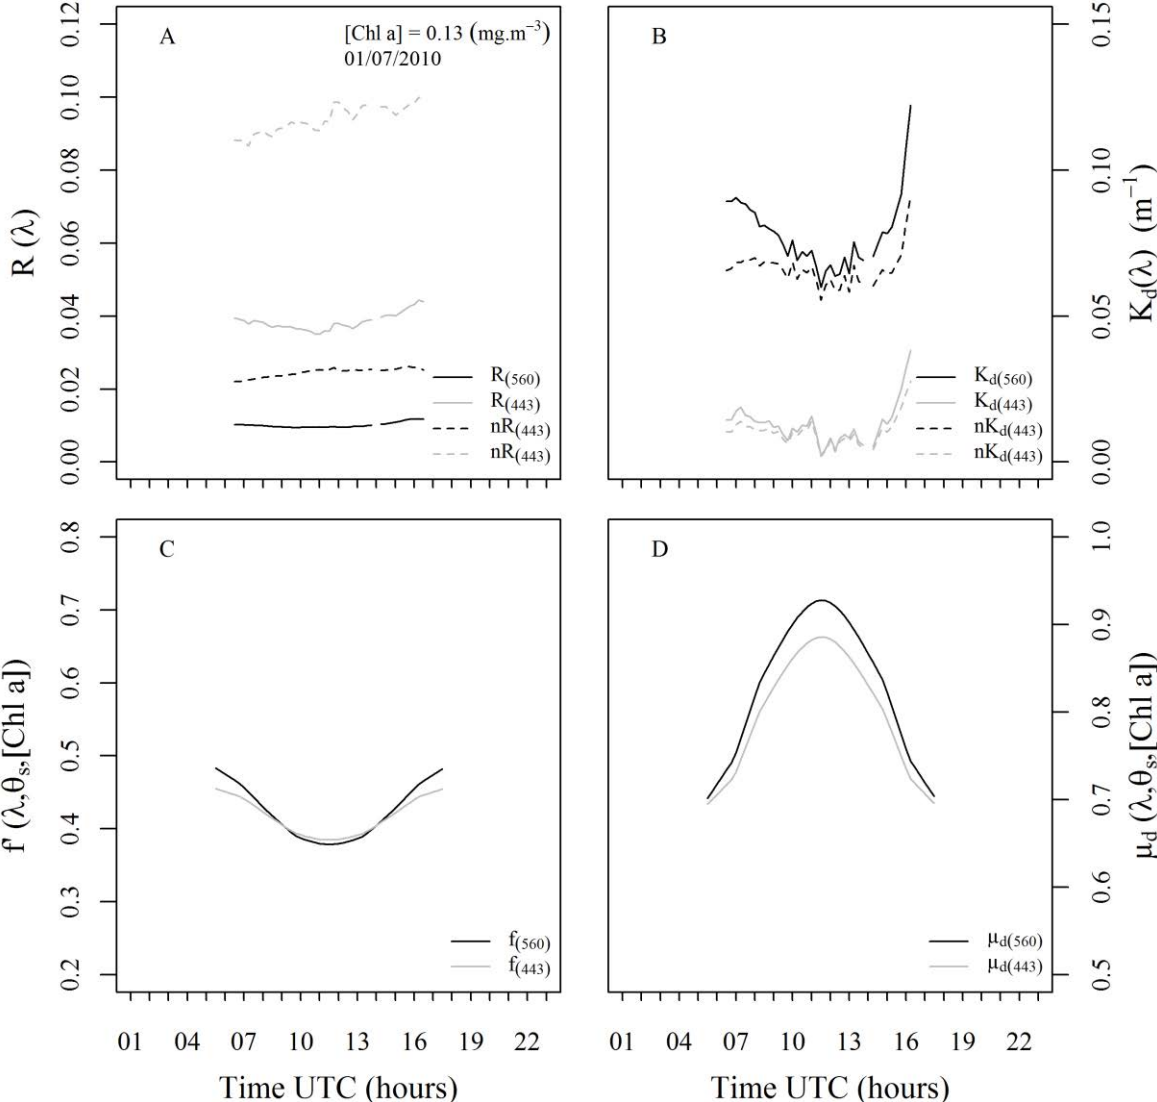 A
[Chl a] = 0.13 (mg.m⁻³)
01/07/2010
R (λ)
0.12
0.10
0.08
0.06
0.04
0.02
0.00
R(560)
R(443)
nR(443)
nR(443)
B
0.15
0.10
0.05
0.00
Kd(λ) (m⁻¹)
Kd(560)
Kd(443)
nKd(443)
nKd(443)
C
f' (λ,θs,[Chl a])
0.8
0.7
0.6
0.5
0.4
0.3
0.2
f(560)
f(443)
01 04 07 10 13 16 19 22
Time UTC (hours)
D
1.0
0.9
0.8
0.7
0.6
0.5
μd (λ,θs,[Chl a])
μd(560)
μd(443)
01 04 07 10 13 16 19 22
Time UTC (hours)